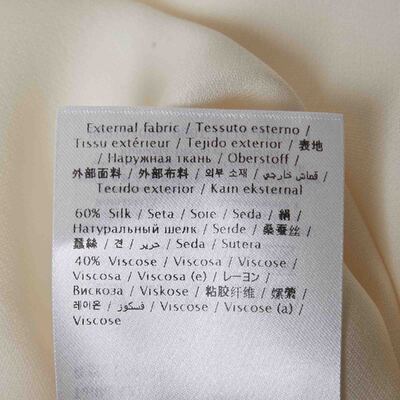 External fabric / Tessuto esterno /
Tissu extérieur / Tejido exterior / 表地
/ Наружная ткань / Oberstoff /
外部面料 / 外部布料 / 외부 소재 / قماش خارجي /
Tecido exterior / Kain eksternal
60% Silk / Seta / Soie / Seda / 絹 /
Натуральный шелк / Seide / 桑蚕丝 /
蠶絲 / 견 / حرير / Seda / Sutera
40% Viscose / Viscosa / Viscose /
Viscosa / Viscosa (e) / レーヨン /
Вискоза / Viskose / 粘胶纤维 / 嫘縈 /
레이온 / فسكوز / Viscose / Viscose (a) /
Viscose